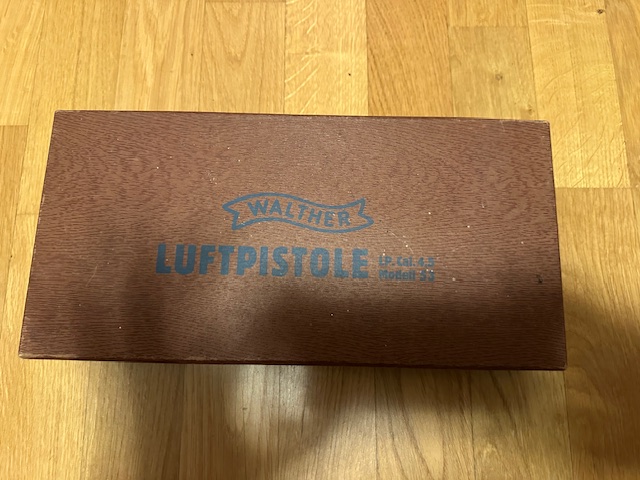 WALTHER
LUFTPISTOLE
LP. Cal. 4,5
Modell 53